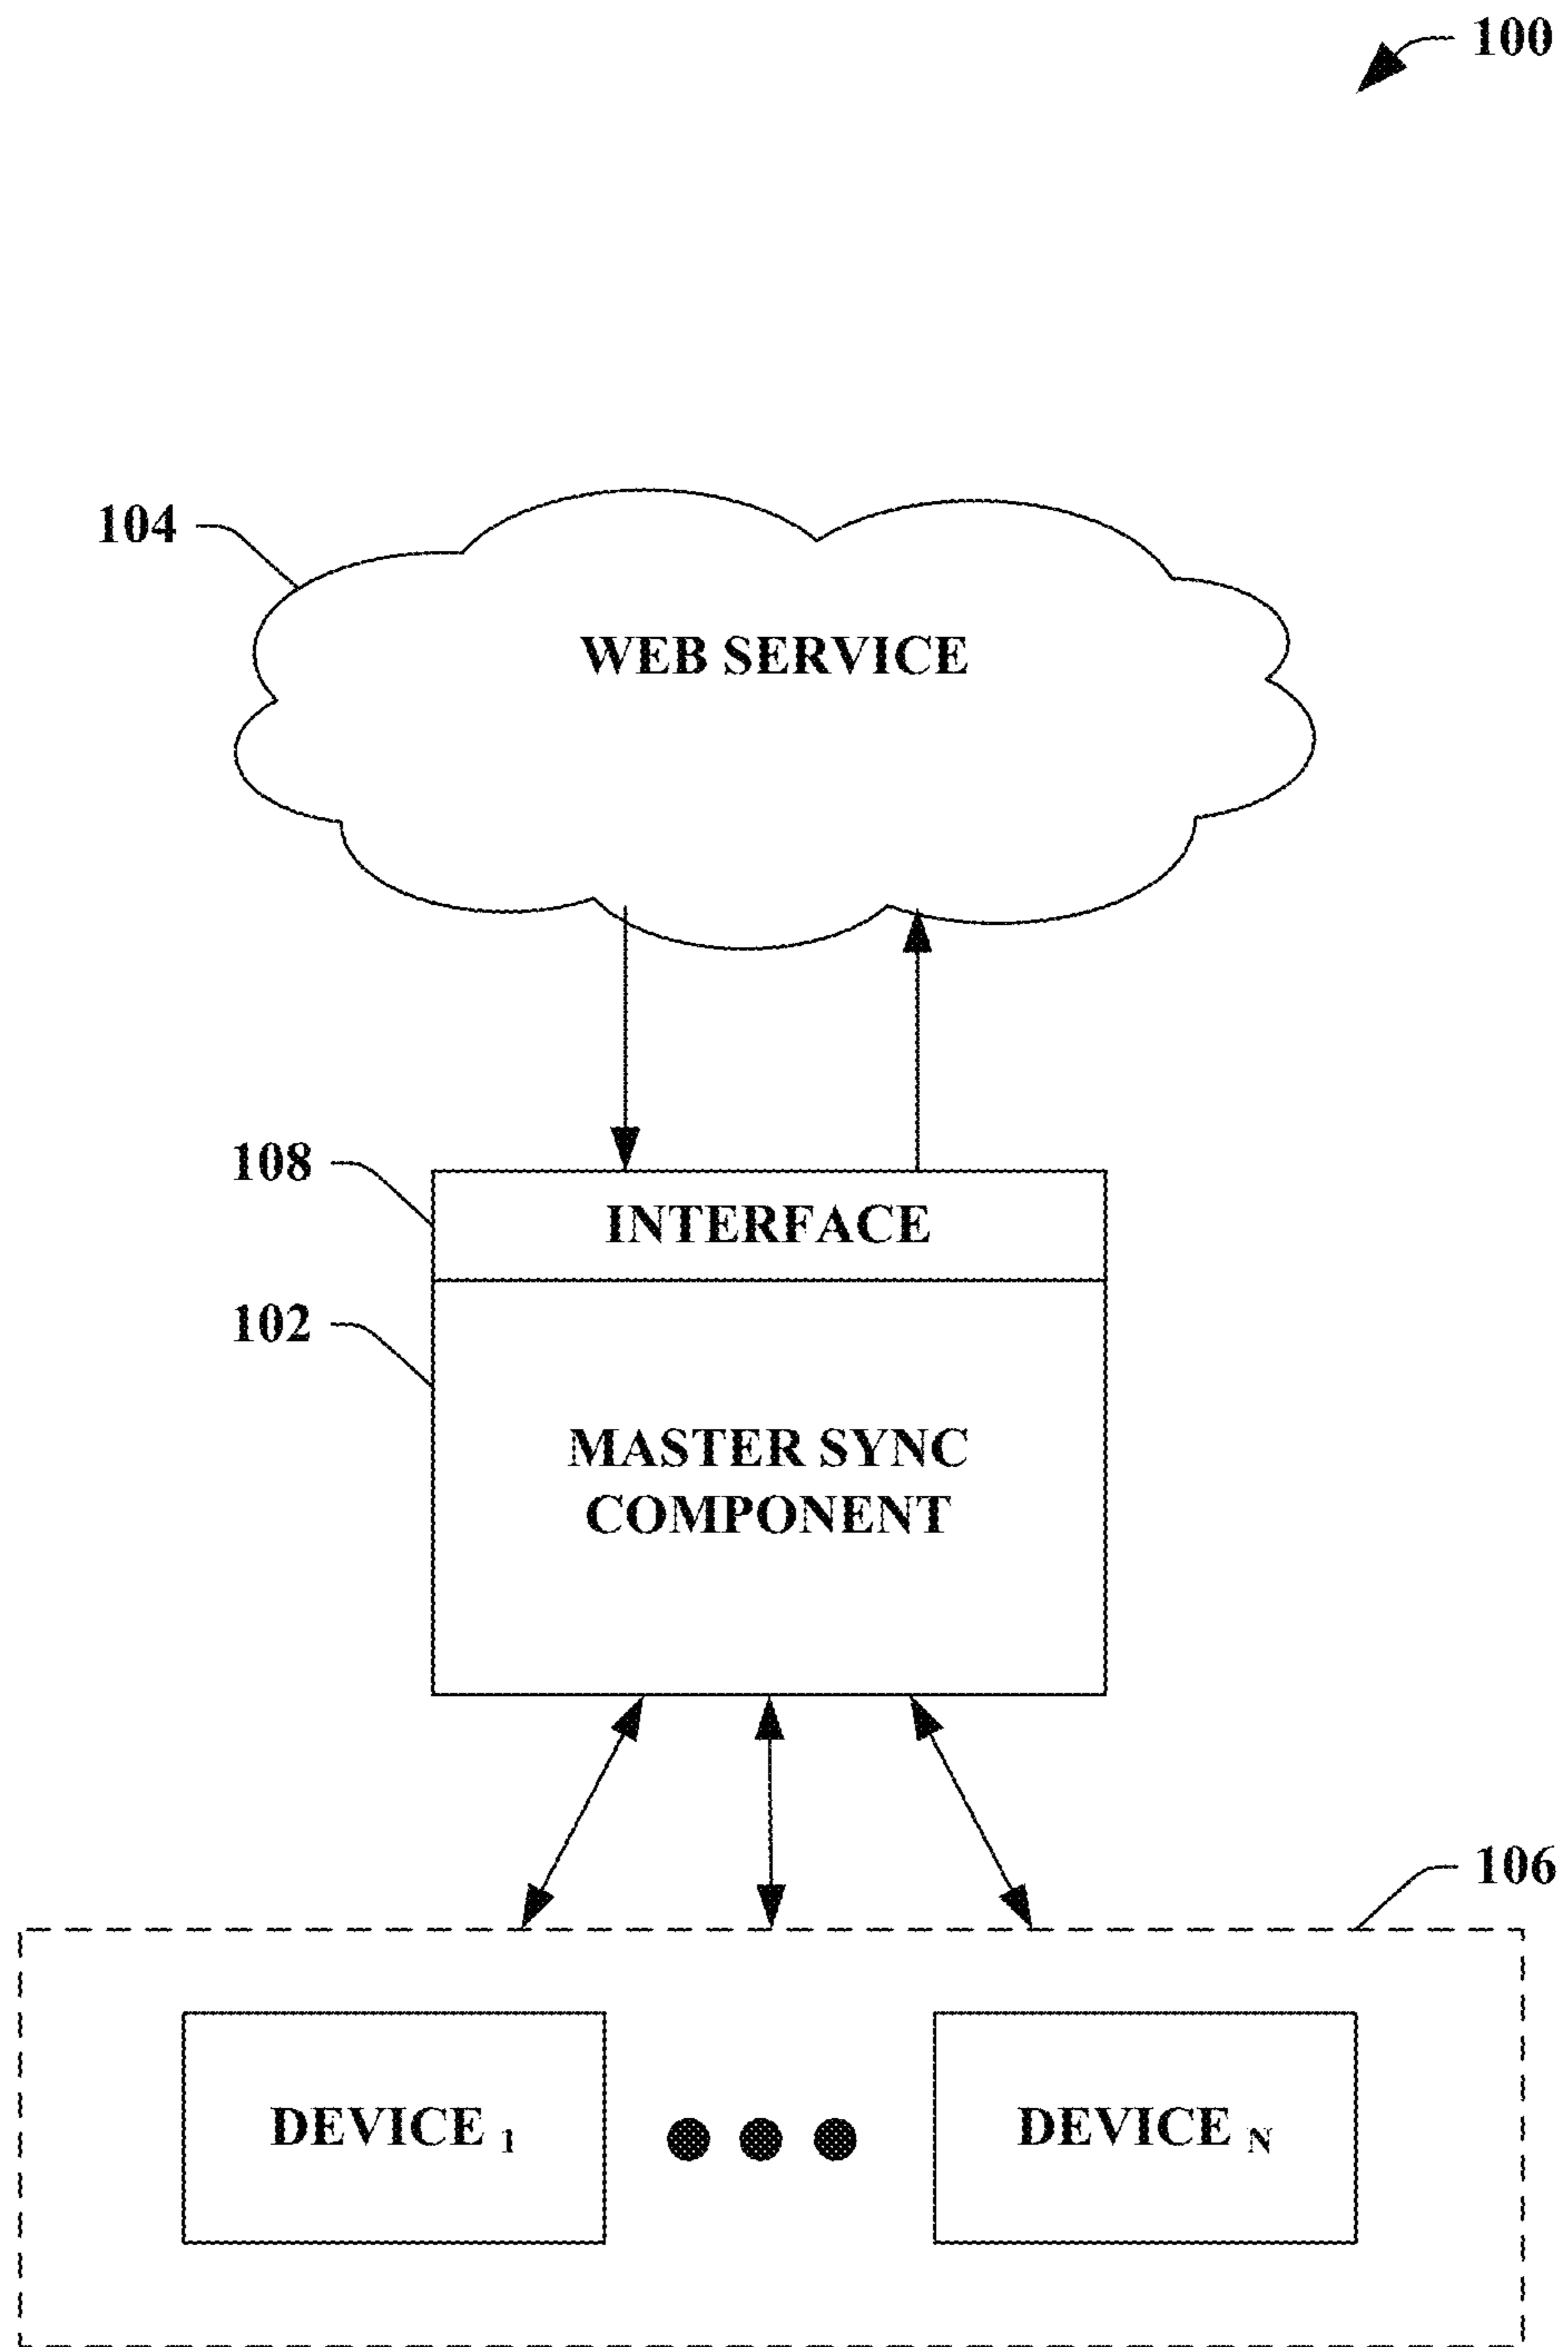 100
104
WEB SERVICE
108
INTERFACE
102
MASTER SYNC
COMPONENT
106
DEVICE 1
DEVICE N